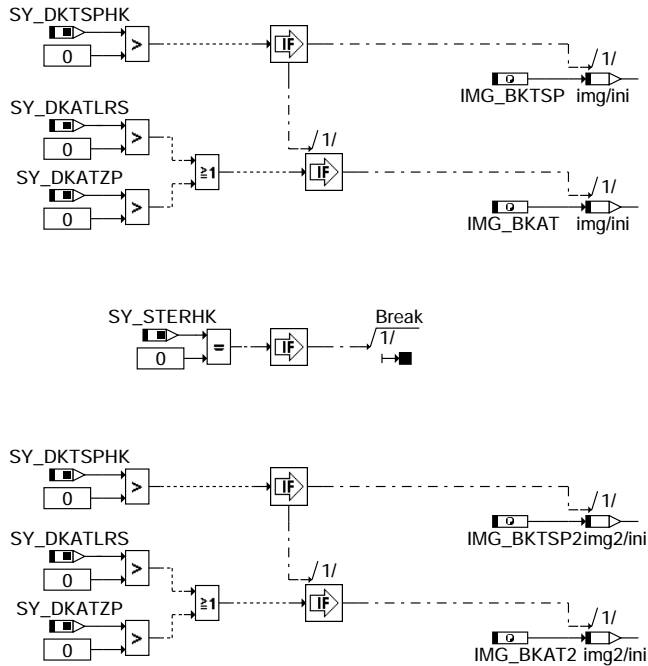 SY_DKTSPHK
>
IF
1/
0
IMG_BKTSP img/ini
SY_DKATLRS
>
0
1/
≥1
IF
SY_DKATZP
>
1/
0
IMG_BKAT img/ini
SY_STERHK
Break
=
IF
1/
0
SY_DKTSPHK
>
IF
1/
0
IMG_BKTSP2 img2/ini
SY_DKATLRS
>
0
1/
≥1
IF
SY_DKATZP
>
1/
0
IMG_BKAT2 img2/ini